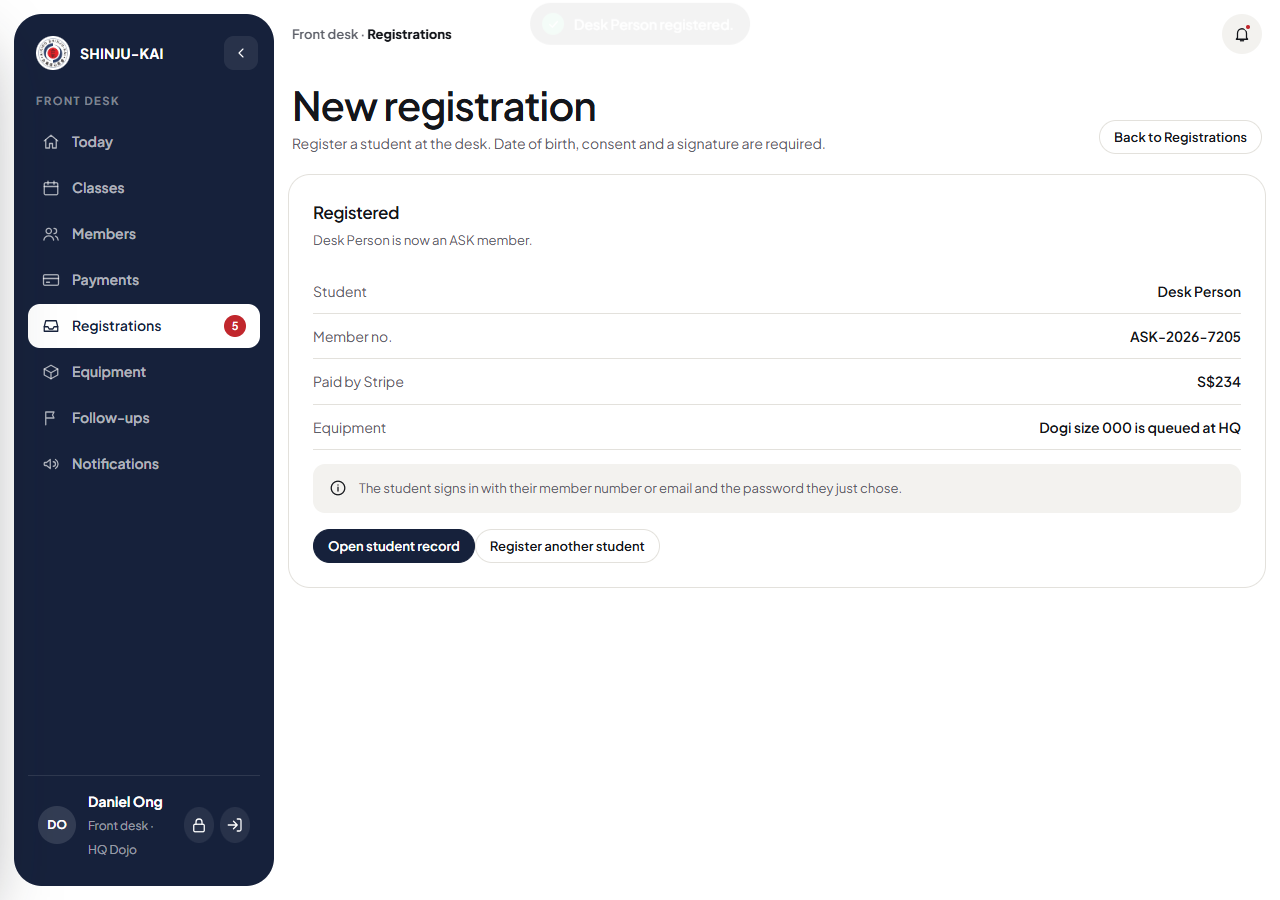 SHINJU-KAI
FRONT DESK
Today
Classes
Members
Payments
Registrations 5
Equipment
Follow-ups
Notifications
DO
Daniel Ong
Front desk ·
HQ Dojo
Front desk · Registrations
Desk Person registered.
New registration
Register a student at the desk. Date of birth, consent and a signature are required.
Back to Registrations
Registered
Desk Person is now an ASK member.
Student Desk Person
Member no. ASK-2026-7205
Paid by Stripe S$234
Equipment Dogi size 000 is queued at HQ
The student signs in with their member number or email and the password they just chose.
Open student record
Register another student